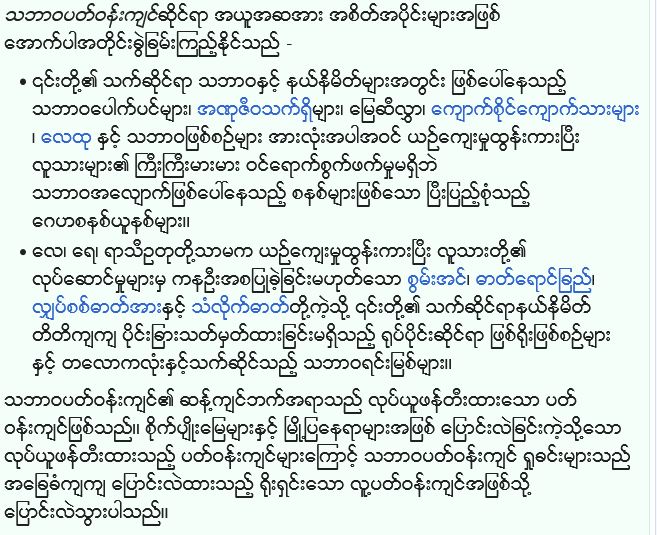 သဘာဝပတ်ဝန်းကျင်ဆိုင်ရာ အယူအဆအား အစိတ်အပိုင်းများအဖြစ်
အောက်ပါအတိုင်းခွဲခြမ်းကြည့်နိုင်သည် -
• ၎င်းတို့၏ သက်ဆိုင်ရာ သဘာဝနှင့် နယ်နိမိတ်များအတွင်း ဖြစ်ပေါ်နေသည့်
သဘာဝပေါက်ပင်များ၊ အဏုဇီဝသက်ရှိများ၊ မြေဆီလွှာ၊ ကျောက်စိုင်ကျောက်သားများ
၊ လေထု နှင့် သဘာဝဖြစ်စဉ်များ အားလုံးအပါအဝင် ယဉ်ကျေးမှုထွန်းကားပြီး
လူသားများ၏ ကြီးကြီးမားမား ဝင်ရောက်စွက်ဖက်မှုမရှိဘဲ
သဘာဝအလျောက်ဖြစ်ပေါ်နေသည့် စနစ်များဖြစ်သော ပြီးပြည့်စုံသည့်
ဂေဟစနစ်ယူနစ်များ။
• လေ၊ ရေ၊ ရာသီဥတုတို့သာမက ယဉ်ကျေးမှုထွန်းကားပြီး လူသားတို့၏
လုပ်ဆောင်မှုများမှ ကနဦးအစပြုခဲ့ခြင်းမဟုတ်သော စွမ်းအင်၊ ဓာတ်ရောင်ခြည်၊
လျှပ်စစ်ဓာတ်အားနှင့် သံလိုက်ဓာတ်တို့ကဲ့သို့ ၎င်းတို့၏ သက်ဆိုင်ရာနယ်နိမိတ်
တိတိကျကျ ပိုင်းခြားသတ်မှတ်ထားခြင်းမရှိသည့် ရုပ်ပိုင်းဆိုင်ရာ ဖြစ်ရိုးဖြစ်စဉ်များ
နှင့် တလောကလုံးနှင့်သက်ဆိုင်သည့် သဘာဝရင်းမြစ်များ။
သဘာဝပတ်ဝန်းကျင်၏ ဆန့်ကျင်ဘက်အရာသည် လုပ်ယူဖန်တီးထားသော ပတ်
ဝန်းကျင်ဖြစ်သည်။ စိုက်ပျိုးမြေများနှင့် မြို့ပြနေရာများအဖြစ် ပြောင်းလဲခြင်းကဲ့သို့သော
လုပ်ယူဖန်တီးထားသည့် ပတ်ဝန်းကျင်များကြောင့် သဘာဝပတ်ဝန်းကျင် ရှုခင်းများသည်
အခြေခံကျကျ ပြောင်းလဲထားသည့် ရိုးရှင်းသော လူ့ပတ်ဝန်းကျင်အဖြစ်သို့
ပြောင်းလဲသွားပါသည်။